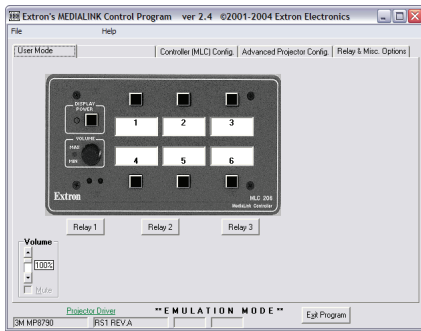 Extron's MEDIALINK Control Program    ver 2.4  ©2001-2004 Extron Electronics
File Help
User Mode Controller (MLC) Config. Advanced Projector Config. Relay & Misc. Options
DISPLAY
POWER
1 2 3
VOLUME
MAX
MIN
4 5 6
Extron
MLC 206
MediaLink Controller
Relay 1 Relay 2 Relay 3
Volume
100%
Mute
Projector Driver **EMULATION MODE** Exit Program
3M MP8790 RS1 REV.A